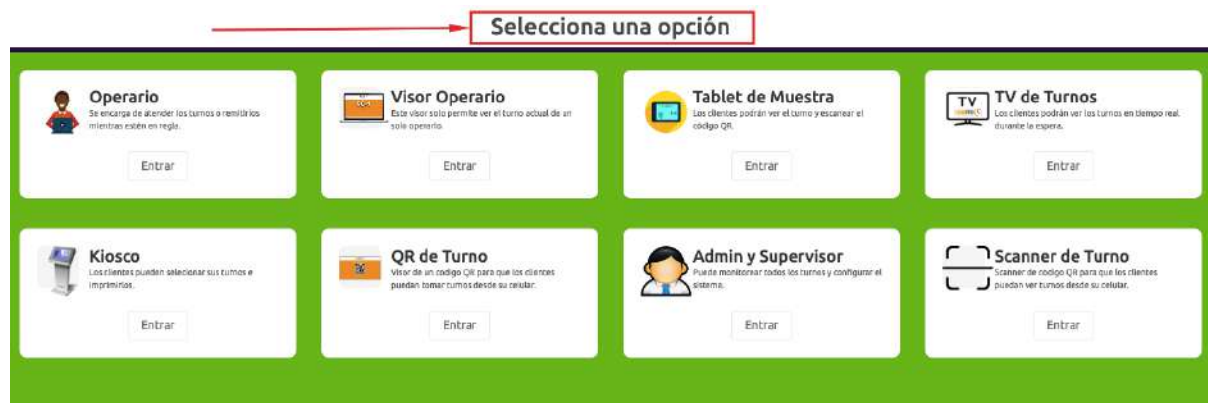 Selecciona una opción
Operario
Se encarga de atender los turnos o remitirlos
mientras estén en regla.
Entrar
Visor Operario
Este visor solo permite ver el turno actual de un
solo operario.
Entrar
Tablet de Muestra
Los clientes podrán ver el turno y escanear el
código QR.
Entrar
TV de Turnos
Los clientes podrán ver los turnos en tiempo real
durante la espera.
Entrar
TV
Kiosco
Los clientes pueden selecionar sus turnos e
imprimirlos.
Entrar
QR de Turno
Visor de un codigo QR para que los clientes
puedan tomar turnos desde su celular.
Entrar
Admin y Supervisor
Puede monitorear todos los turnos y configurar el
sistema.
Entrar
Scanner de Turno
Scanner de codigo QR para que los clientes
puedan ver turnos desde su celular.
Entrar